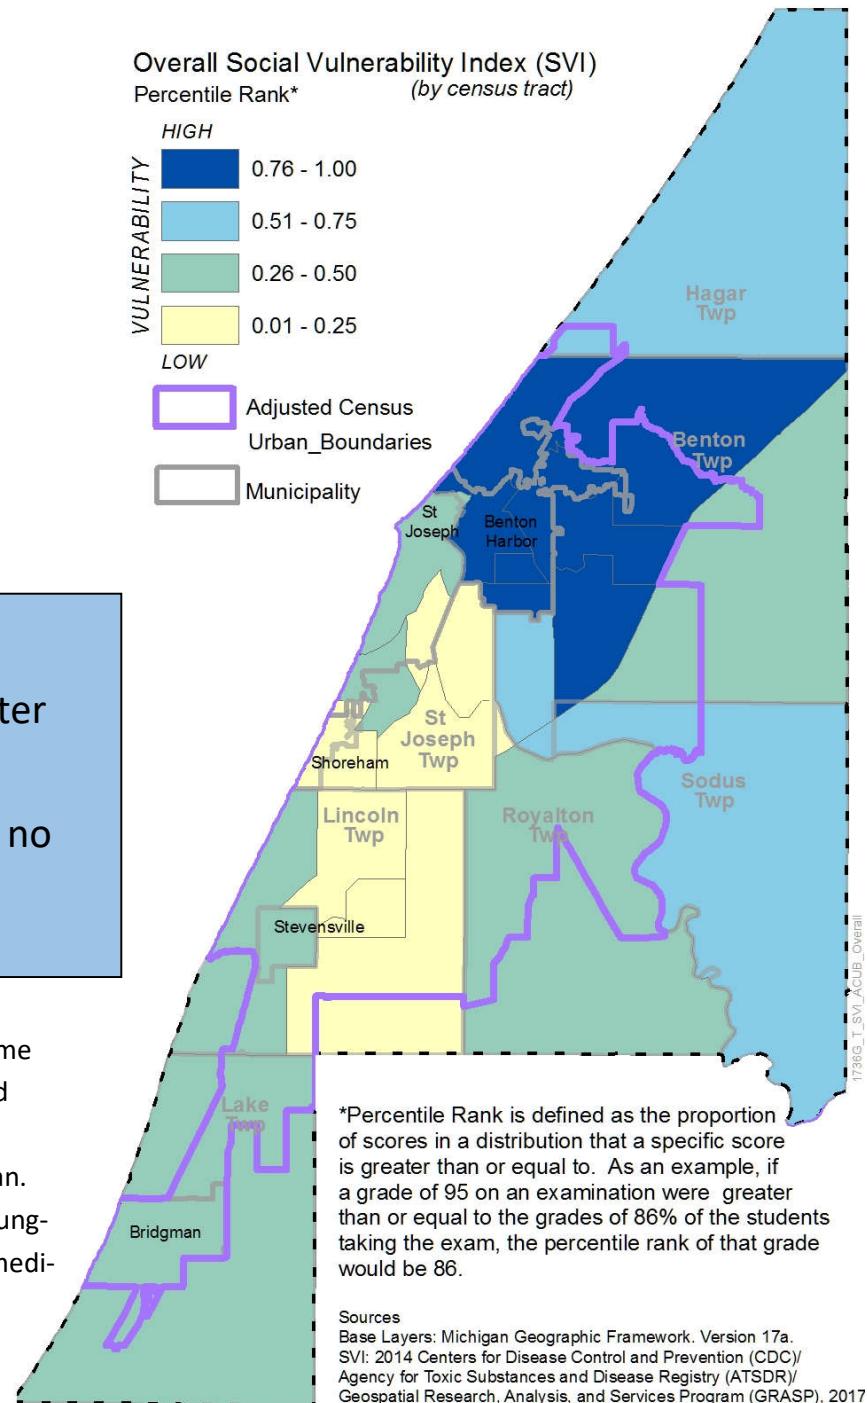 Overall Social Vulnerability Index (SVI)
Percentile Rank*
(by census tract)
HIGH
VULNERABILITY
0.76 - 1.00
0.51 - 0.75
0.26 - 0.50
0.01 - 0.25
LOW
Adjusted Census
Urban_Boundaries
Municipality
Hagar
Twp
Benton
Twp
St
Joseph
Benton
Harbor
St
Joseph
Twp
Shoreham
Sodus
Twp
Lincoln
Twp
Royalton
Twp
Stevensville
Lake
Twp
Bridgman
ter
no
me
d
nn.
ung-
medi-
*Percentile Rank is defined as the proportion
of scores in a distribution that a specific score
is greater than or equal to. As an example, if
a grade of 95 on an examination were greater
than or equal to the grades of 86% of the students
taking the exam, the percentile rank of that grade
would be 86.
Sources
Base Layers: Michigan Geographic Framework. Version 17a.
SVI: 2014 Centers for Disease Control and Prevention (CDC)/
Agency for Toxic Substances and Disease Registry (ATSDR)/
Geospatial Research, Analysis, and Services Program (GRASP), 2017
1736G_T_SVI_ACUB_Overall